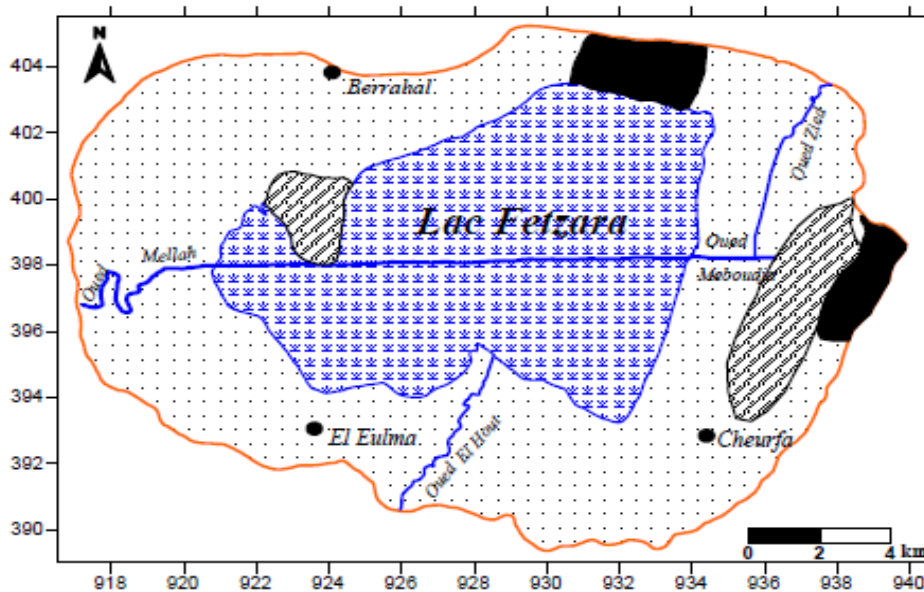 N
404
Berrahal
402
Oued Zied
400
Lac Fetzara
398
Mellah
Oued
Oued
Meboudja
396
394
El Eulma
Cheurfa
392
Oued El Hout
390
0 2 4 km
918 920 922 924 926 928 930 932 934 936 938 940